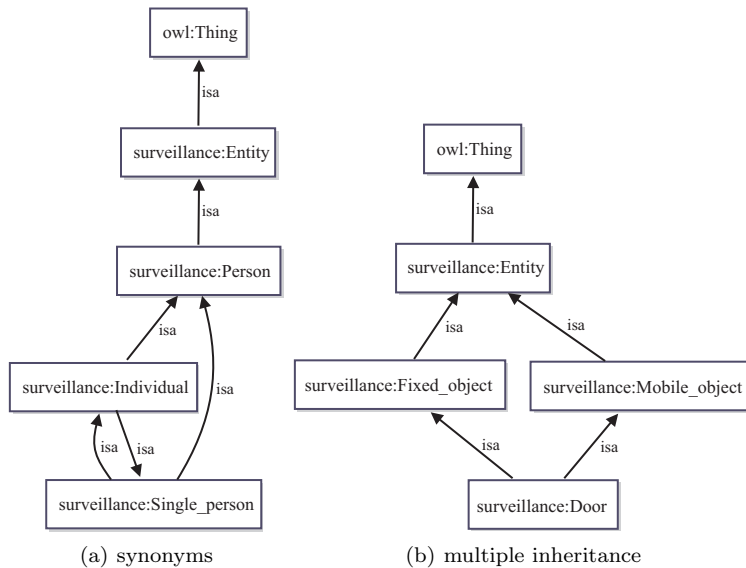 owl:Thing
isa
surveillance:Entity
isa
surveillance:Person
isa
surveillance:Individual
isa
isa
isa
surveillance:Single_person
(a) synonyms
owl:Thing
isa
surveillance:Entity
isa
isa
surveillance:Fixed_object
surveillance:Mobile_object
isa
isa
surveillance:Door
(b) multiple inheritance